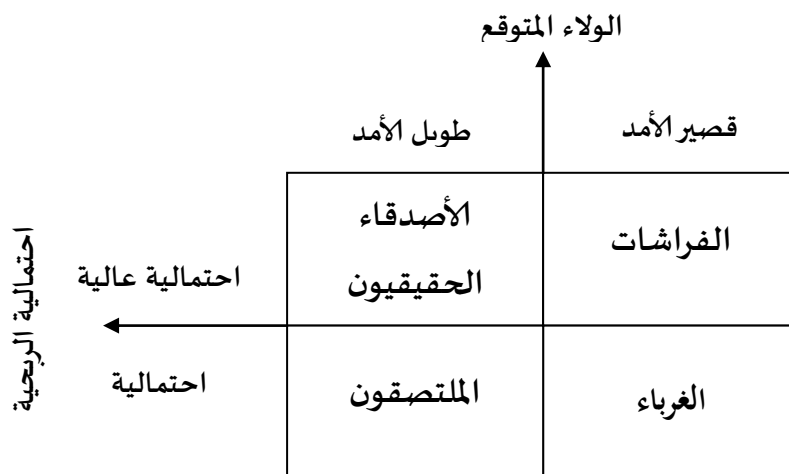 الولاء المتوقع
قصير الأمد
طويل الأمد
الأصدقاء
الحقيقيون
الفراشات
احتمالية الربحية
احتمالية عالية
احتمالية
الملتصقون
الغرباء